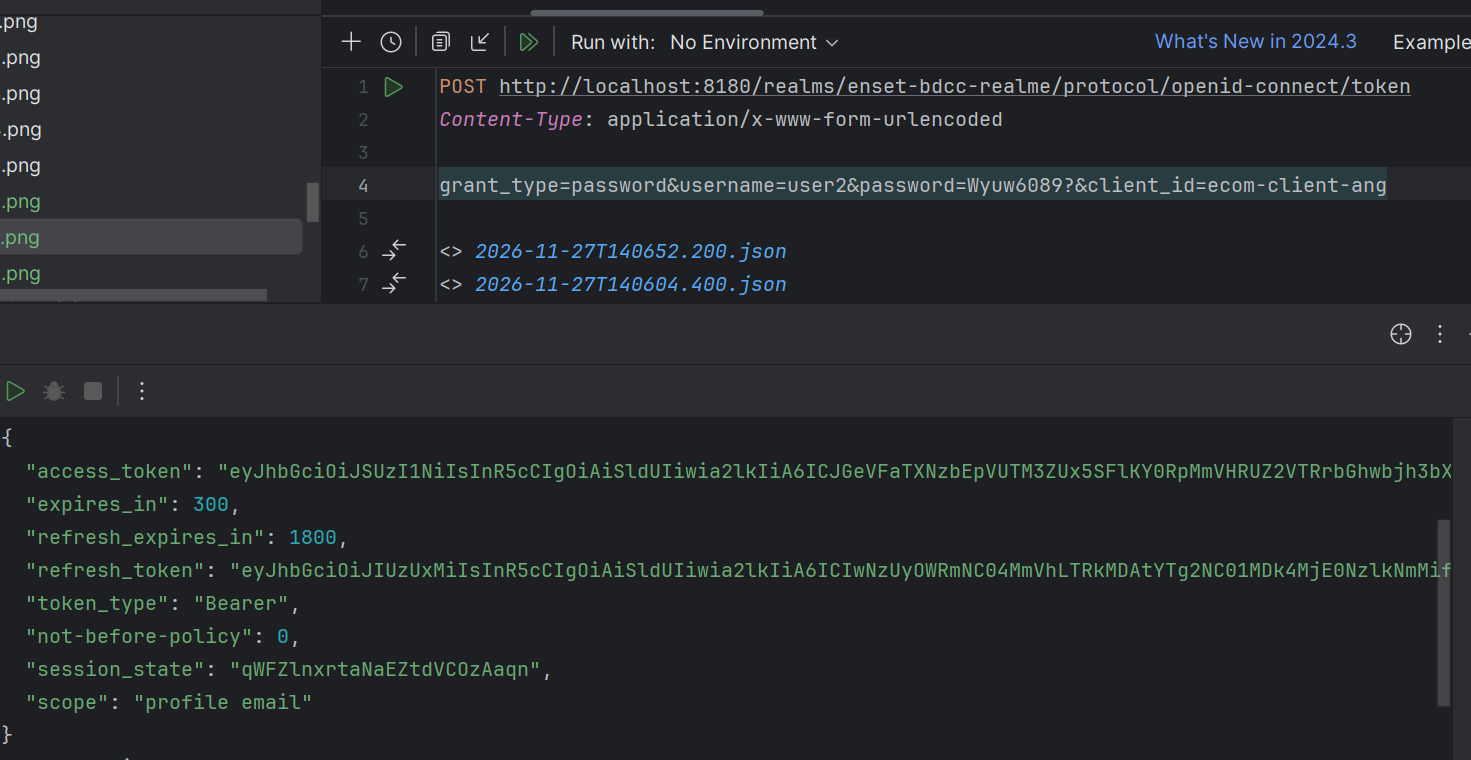 .png
.png
.png
.png
.png
.png
.png
.png
Run with: No Environment
What's New in 2024.3
Example
1 POST http://localhost:8180/realms/enset-bdcc-realme/protocol/openid-connect/token
2 Content-Type: application/x-www-form-urlencoded
3
4 grant_type=password&username=user2&password=Wyuw6089?&client_id=ecom-client-ang
5
6 <> 2026-11-27T140652.200.json
7 <> 2026-11-27T140604.400.json
{
"access_token": "eyJhbGciOiJSUzI1NiIsInR5cCIgOiAiSldUIiwia2lkIiA6ICJGeVFaTXNzbEpVUTM3ZUx5SFlKY0RpMmVHRUZ2VTRrbGhwbjh3bX
"expires_in": 300,
"refresh_expires_in": 1800,
"refresh_token": "eyJhbGciOiJIUzUxMiIsInR5cCIgOiAiSldUIiwia2lkIiA6ICIwNzUyOWRmNC04MmVhLTRkMDAtYTg2NC01MDk4MjE0NzlkNmMif
"token_type": "Bearer",
"not-before-policy": 0,
"session_state": "qWFZlnxrtaNaEZtdVCOzAaqn",
"scope": "profile email"
}